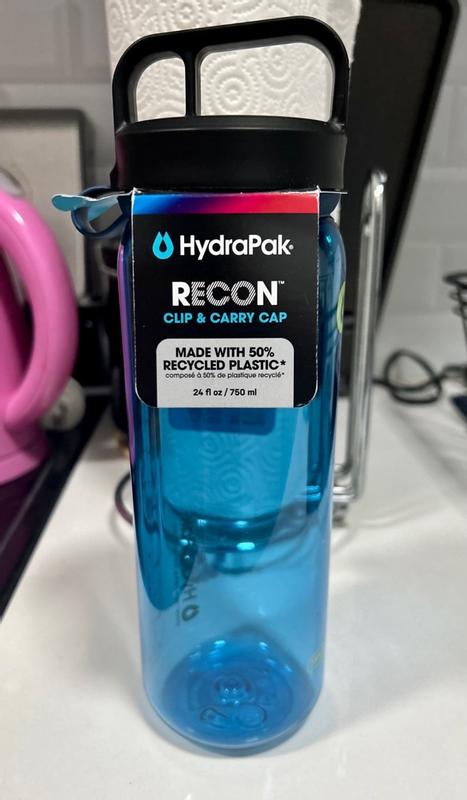 HydraPak®
RECON™
CLIP & CARRY CAP
MADE WITH 50%
RECYCLED PLASTIC*
composé à 50% de plastique recyclé*
24 fl oz / 750 ml